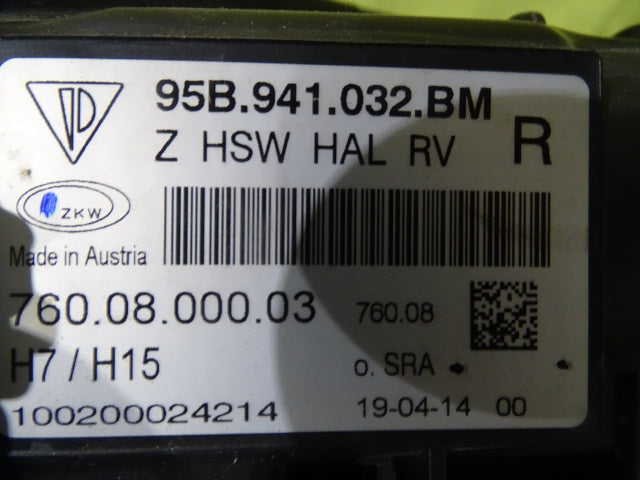 95B.941.032.BM
Z HSW HAL RV R
ZKW
Made in Austria
760.08.000.03 760.08
H7 / H15 o. SRA
100200024214 19-04-14 00